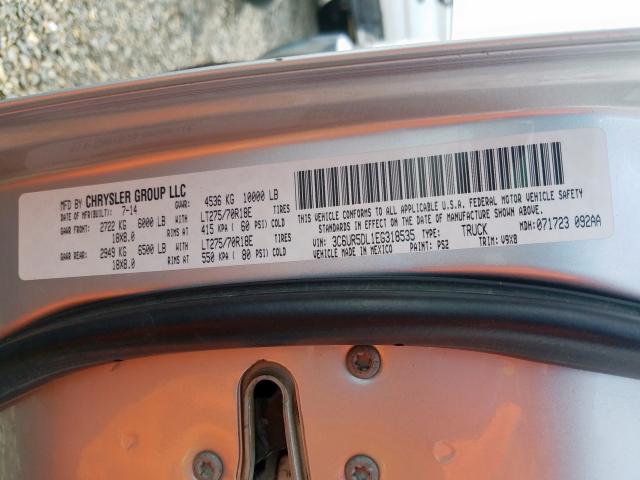 MFD BY CHRYSLER GROUP LLC
DATE OF MFR(BUILT): 7-14 GVWR: 4536 KG 10000 LB
GAWR FRONT: 2722 KG 6000 LB WITH LT275/70R18E TIRES
18X8.0 RIMS AT 415 KPA ( 60 PSI) COLD
GAWR REAR: 2949 KG 6500 LB WITH LT275/70R18E TIRES
18X8.0 RIMS AT 550 KPA ( 80 PSI) COLD
THIS VEHICLE CONFORMS TO ALL APPLICABLE U.S.A. FEDERAL MOTOR VEHICLE SAFETY
STANDARDS IN EFFECT ON THE DATE OF MANUFACTURE SHOWN ABOVE.
VIN: 3C6UR5DL1EG318535 TYPE: TRUCK MDH: 071723 092AA
VEHICLE MADE IN MEXICO PAINT: PS2 TRIM: V9X8